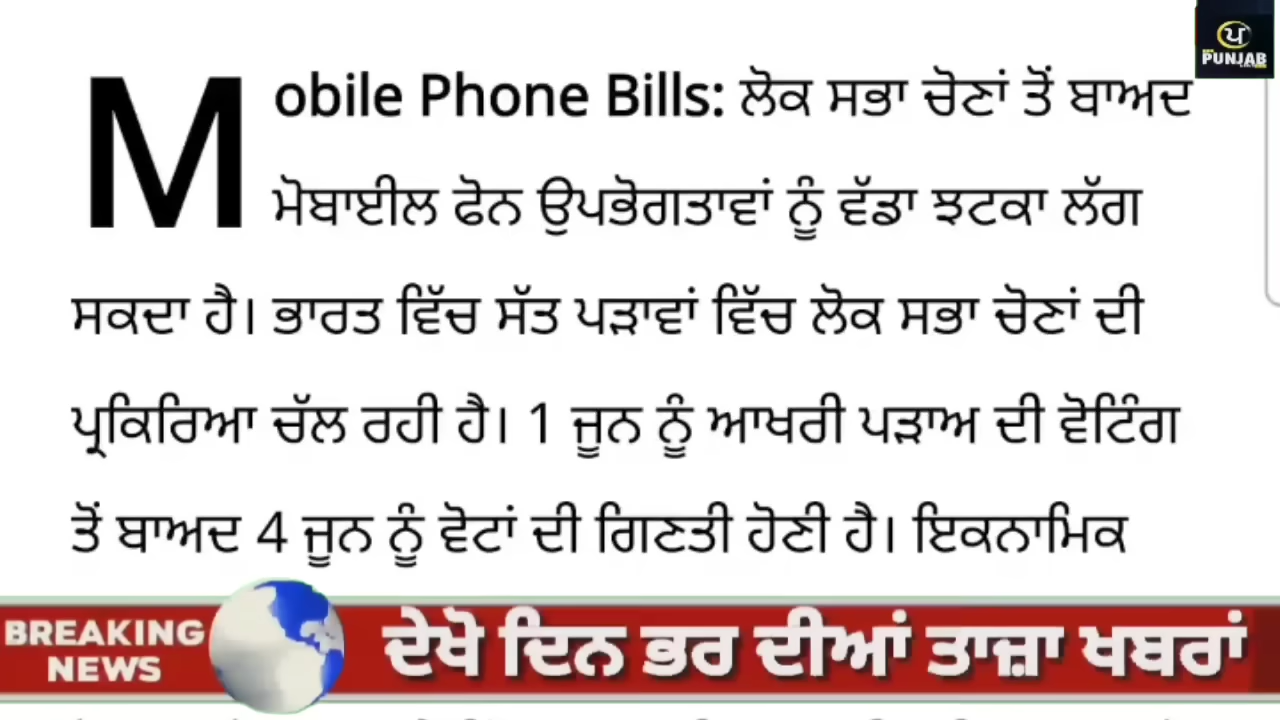 ਪ
PUNJAB
Mobile Phone Bills: ਲੋਕ ਸਭਾ ਚੋਣਾਂ ਤੋਂ ਬਾਅਦ
ਮੋਬਾਈਲ ਫੋਨ ਉਪਭੋਗਤਾਵਾਂ ਨੂੰ ਵੱਡਾ ਝਟਕਾ ਲੱਗ
ਸਕਦਾ ਹੈ। ਭਾਰਤ ਵਿੱਚ ਸੱਤ ਪੜਾਵਾਂ ਵਿੱਚ ਲੋਕ ਸਭਾ ਚੋਣਾਂ ਦੀ
ਪ੍ਰਕਿਰਿਆ ਚੱਲ ਰਹੀ ਹੈ। 1 ਜੂਨ ਨੂੰ ਆਖਰੀ ਪੜਾਅ ਦੀ ਵੋਟਿੰਗ
ਤੋਂ ਬਾਅਦ 4 ਜੂਨ ਨੂੰ ਵੋਟਾਂ ਦੀ ਗਿਣਤੀ ਹੋਣੀ ਹੈ। ਇਕਨਾਮਿਕ
BREAKING
NEWS
ਦੇਖੋ ਦਿਨ ਭਰ ਦੀਆਂ ਤਾਜ਼ਾ ਖਬਰਾਂ